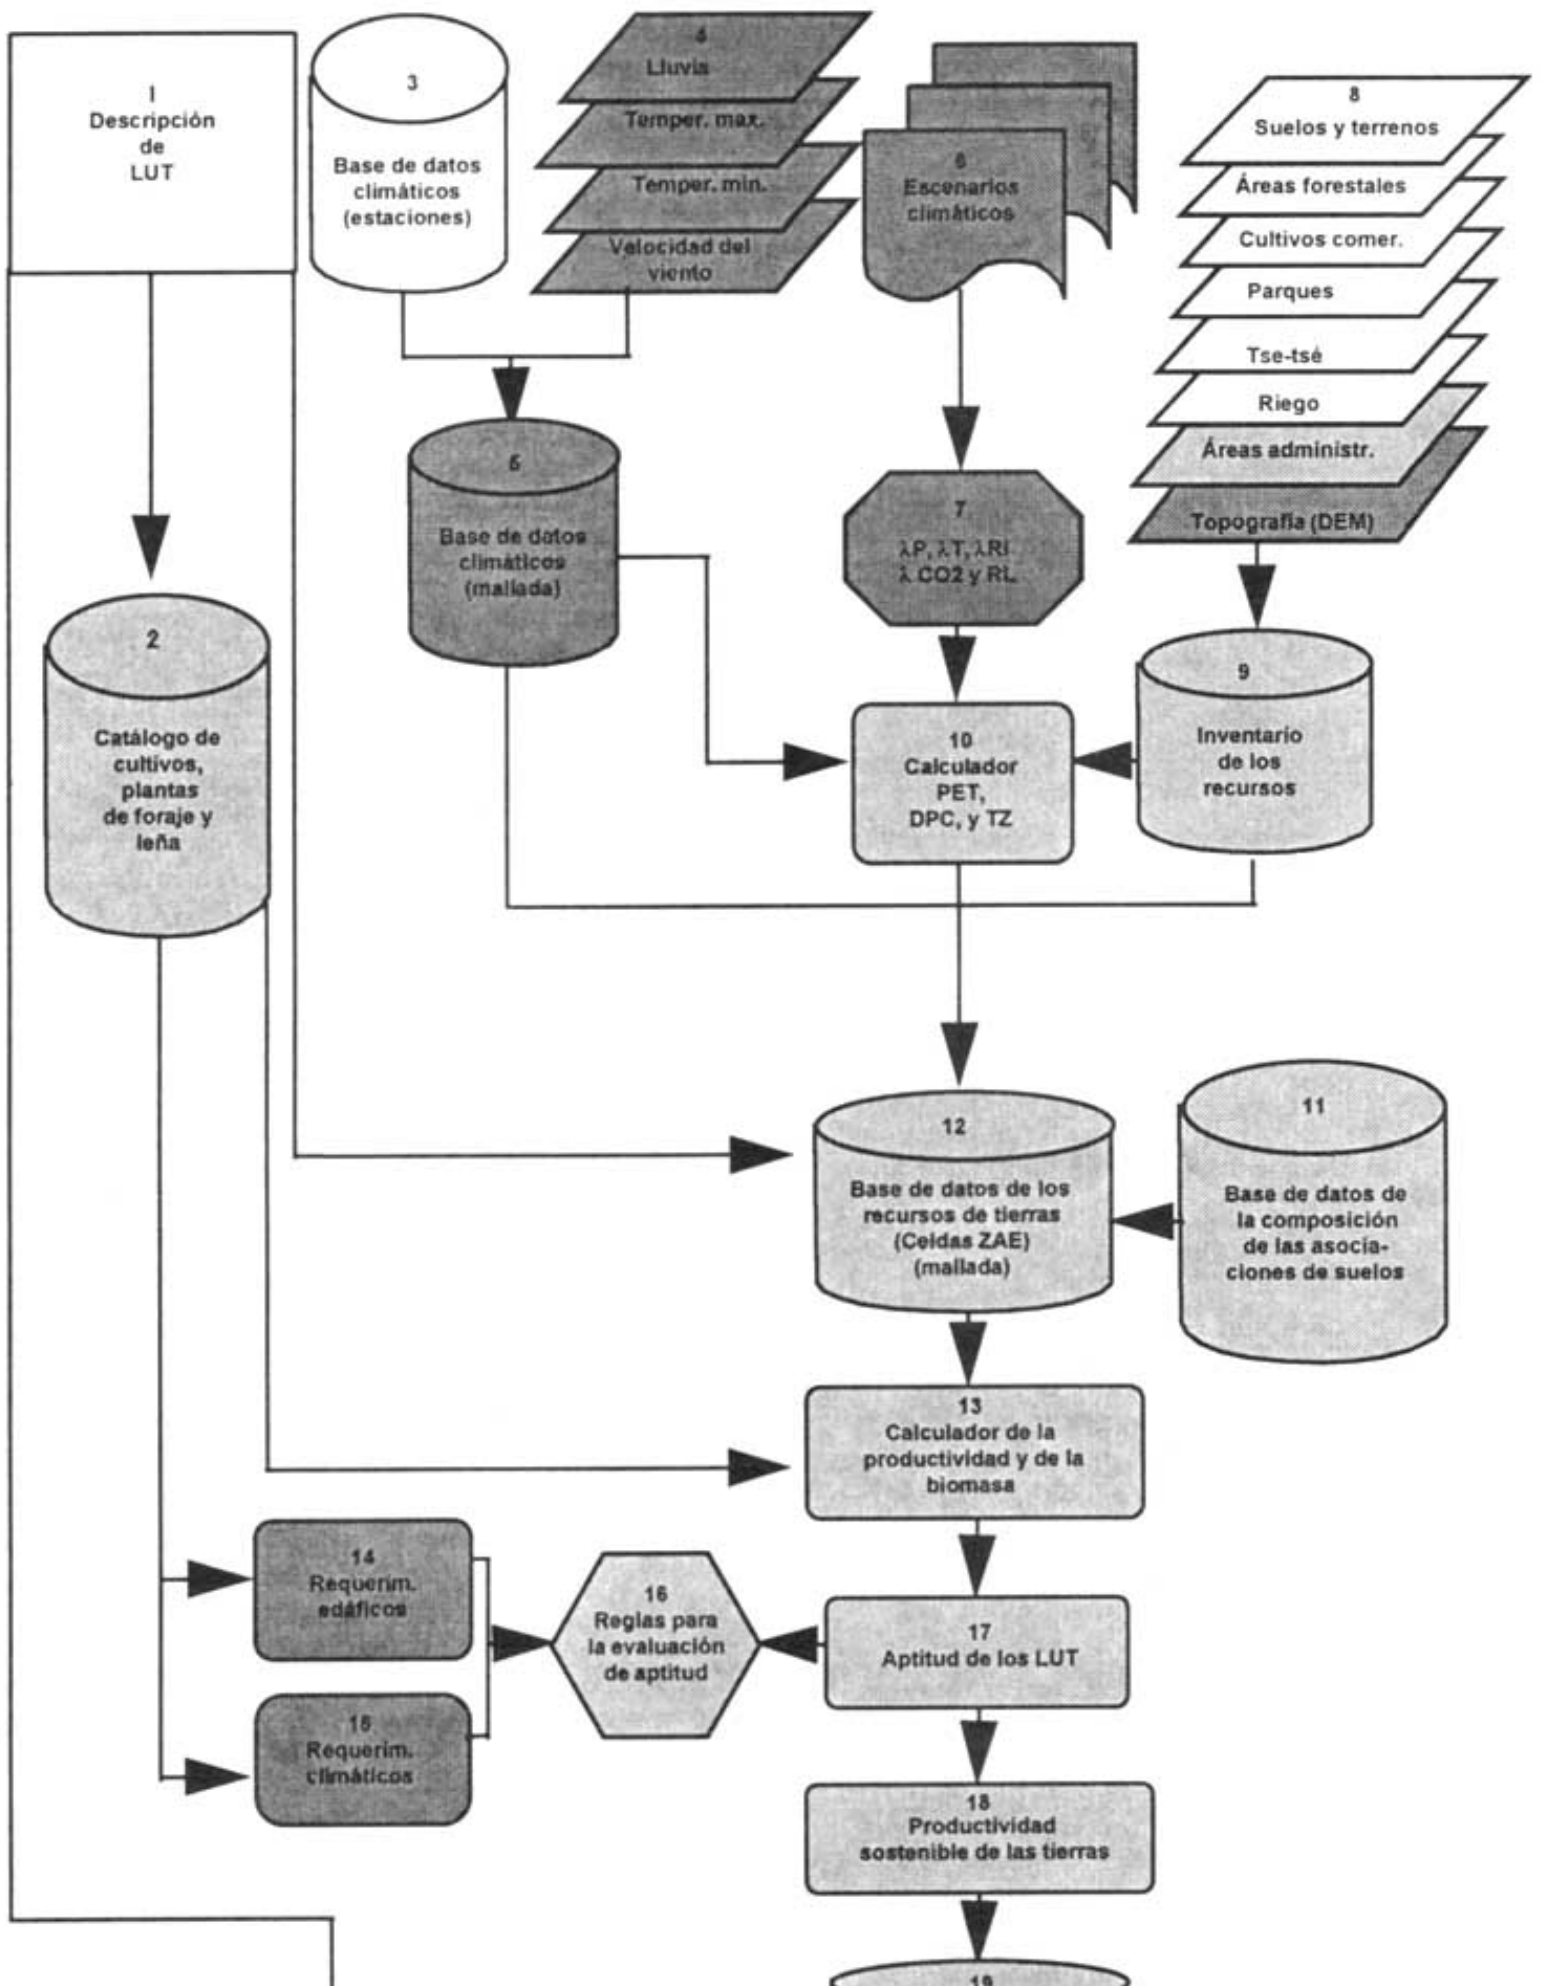 I
Descripción
de
LUT
3
Base de datos
climáticos
(estaciones)
4
Lluvia
Temper. max.
Temper. min.
Velocidad del
viento
6
Escenarios
climáticos
8
Suelos y terrenos
Áreas forestales
Cultivos comer.
Parques
Tse-tsé
Riego
Áreas administr.
Topografía (DEM)
5
Base de datos
climáticos
(mallada)
7
λP, λT, λRI
λ CO2 y RL
2
Catálogo de
cultivos,
plantas
de foraje y
leña
9
Inventario
de los
recursos
10
Calculador
PET,
DPC, y TZ
11
Base de datos de
la composición
de las asocia-
ciones de suelos
12
Base de datos de los
recursos de tierras
(Celdas ZAE)
(mallada)
13
Calculador de la
productividad y de la
biomasa
14
Requerim.
edáficos
16
Reglas para
la evaluación
de aptitud
17
Aptitud de los LUT
15
Requerim.
climáticos
18
Productividad
sostenible de las tierras
19